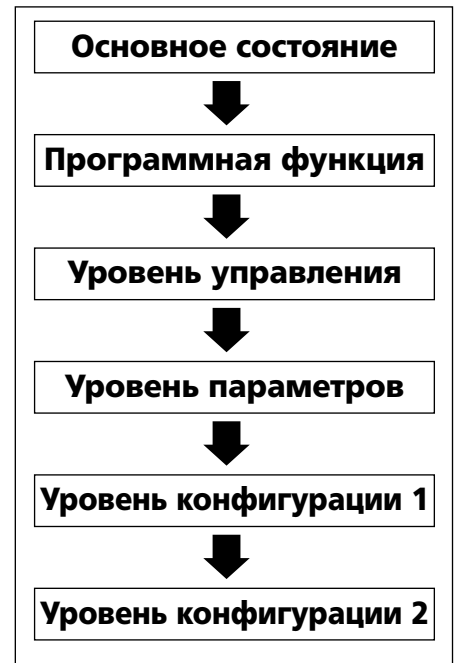 Основное состояние
Программная функция
Уровень управления
Уровень параметров
Уровень конфигурации 1
Уровень конфигурации 2